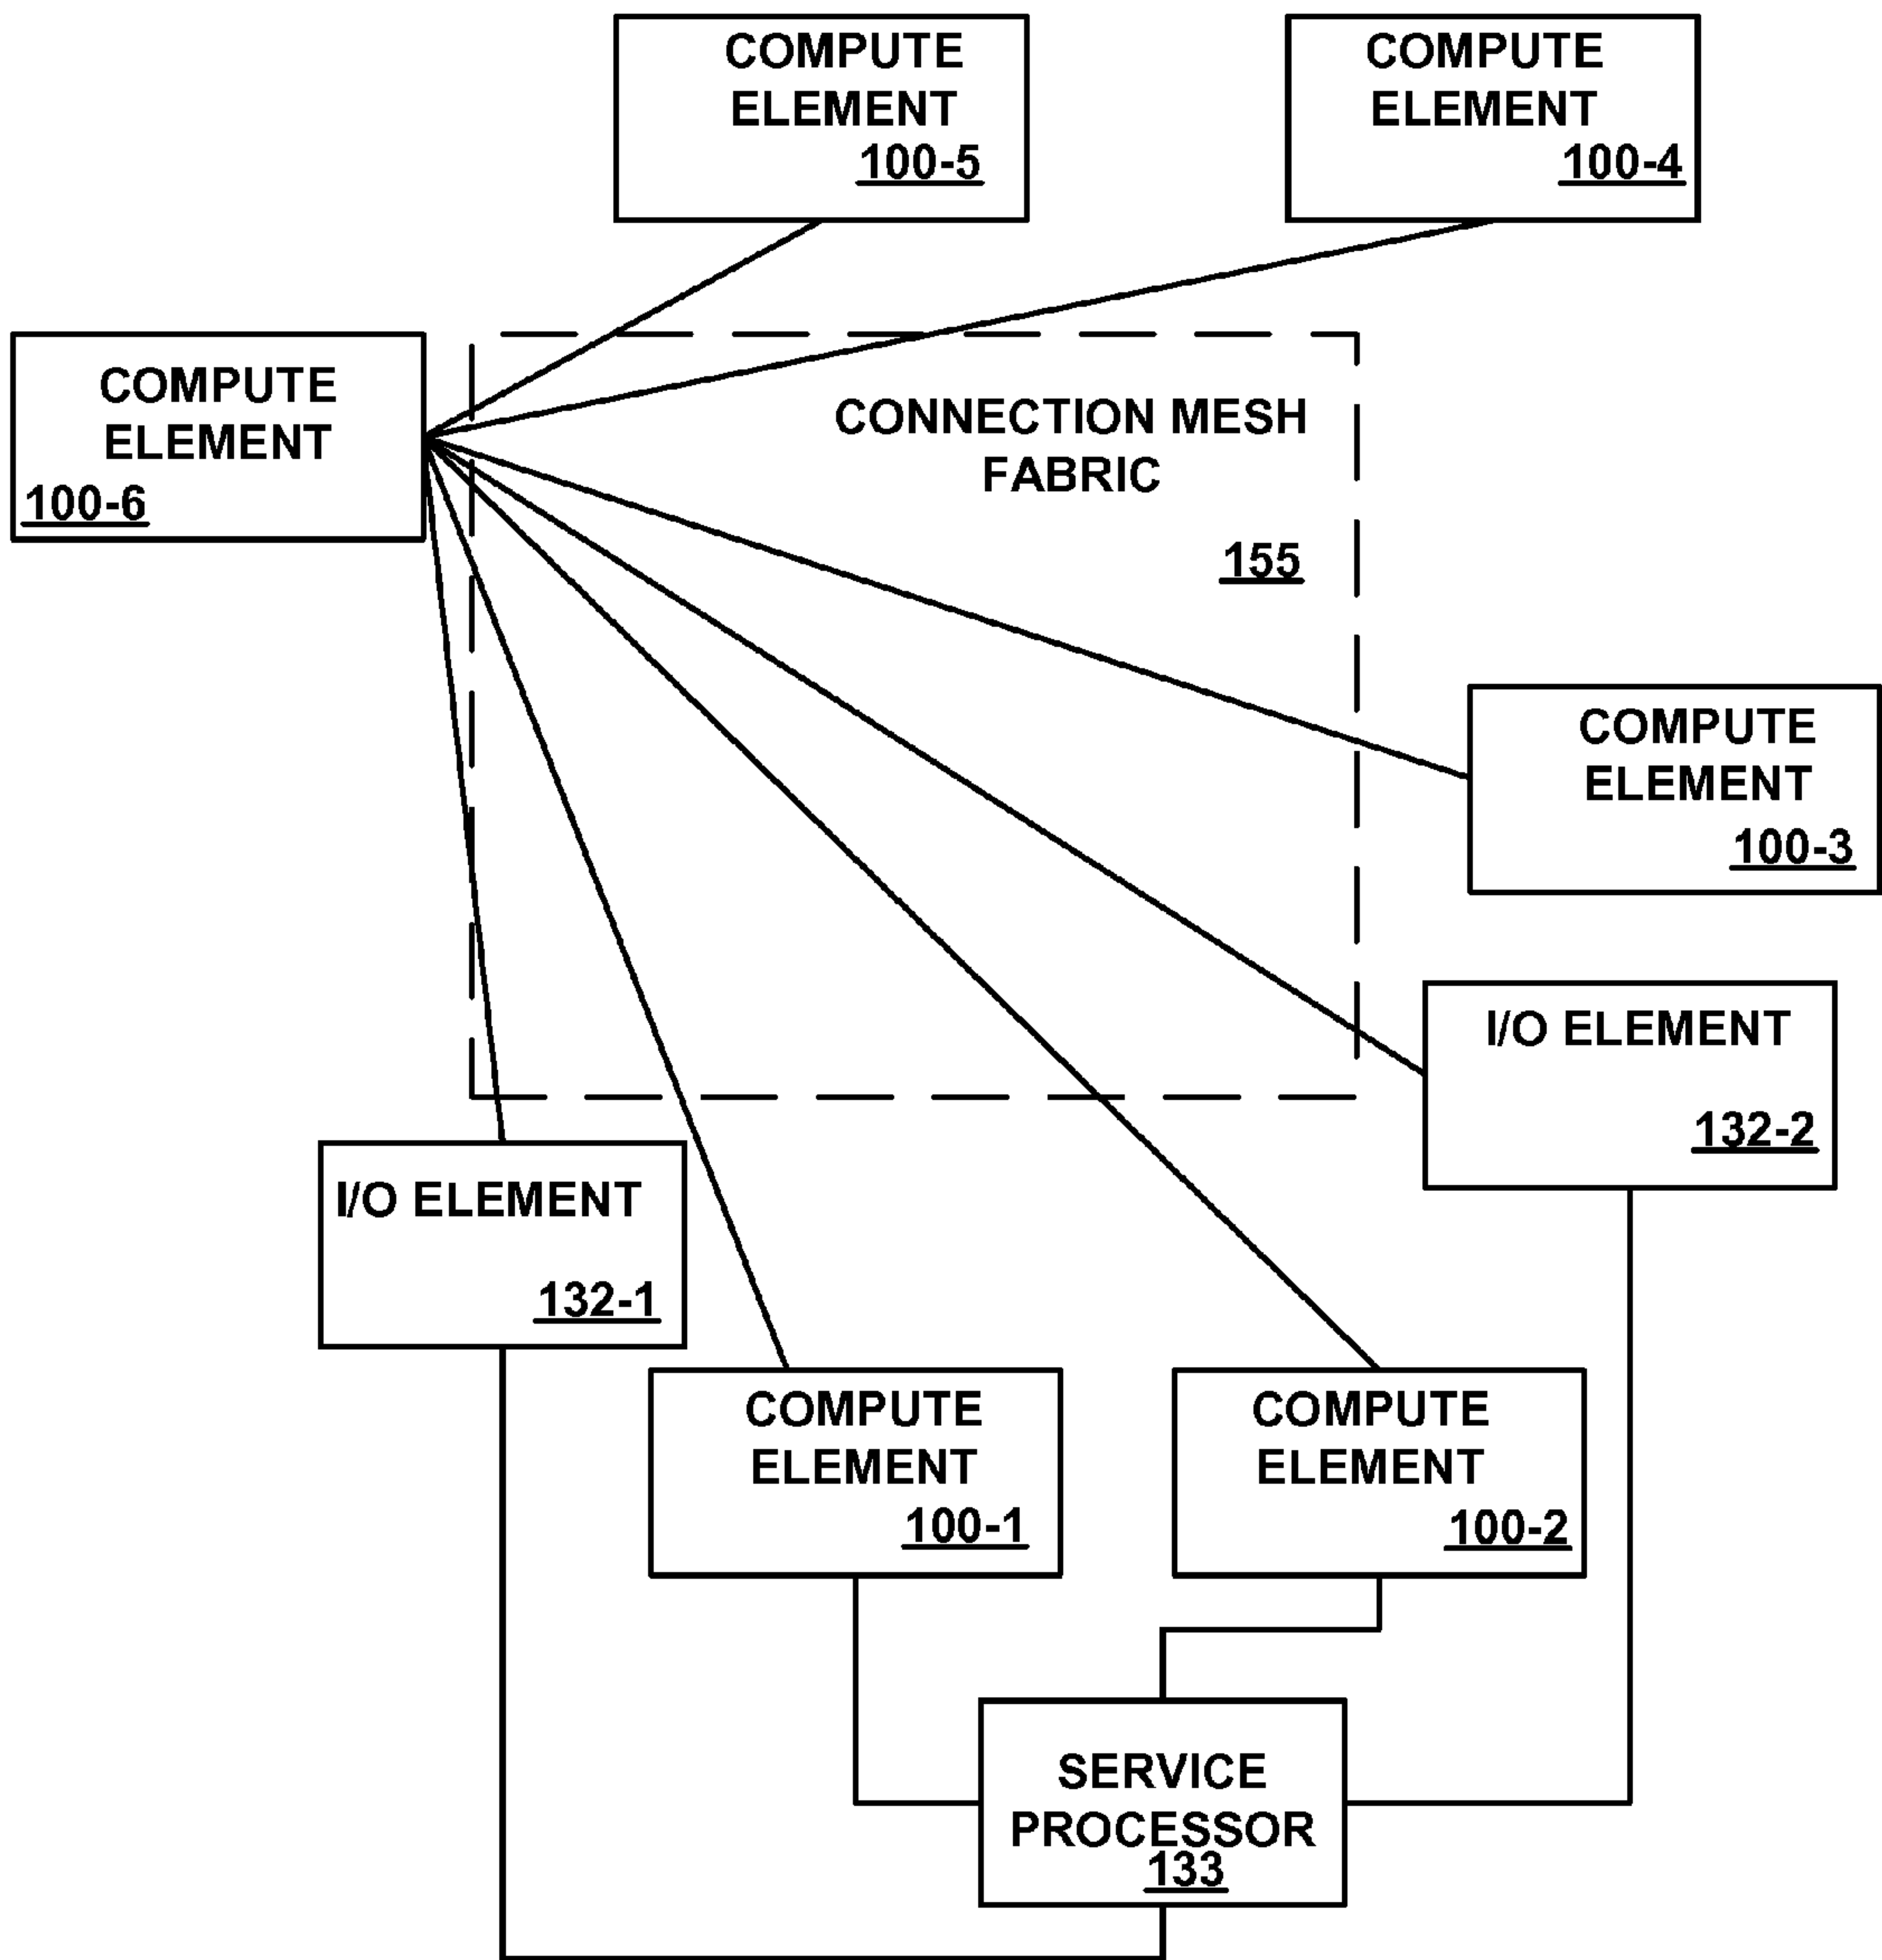 COMPUTE
ELEMENT
100-5
COMPUTE
ELEMENT
100-4
COMPUTE
ELEMENT
100-6
CONNECTION MESH
FABRIC
155
COMPUTE
ELEMENT
100-3
I/O ELEMENT
132-2
I/O ELEMENT
132-1
COMPUTE
ELEMENT
100-1
COMPUTE
ELEMENT
100-2
SERVICE
PROCESSOR
133